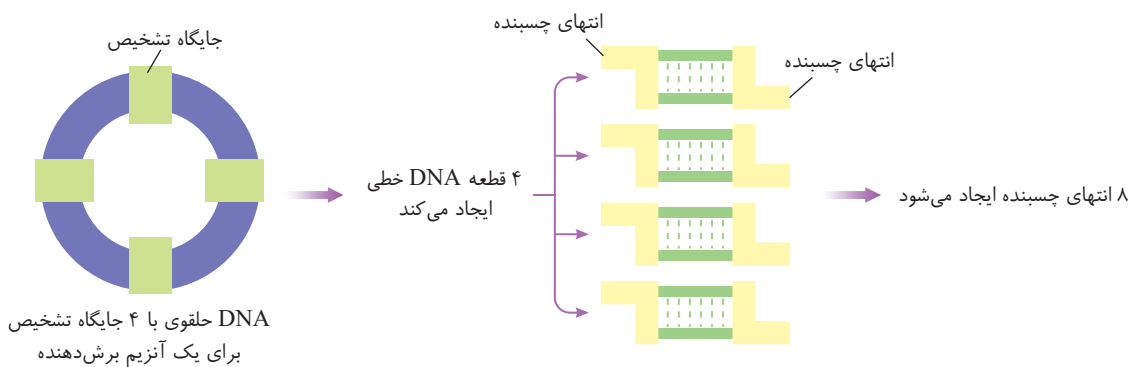 جایگاه تشخیص
DNA حلقوی با ۴ جایگاه تشخیص
برای یک آنزیم برش‌دهنده
۴ قطعه DNA خطی
ایجاد می‌کند
انتهای چسبنده
انتهای چسبنده
۸ انتهای چسبنده ایجاد می‌شود